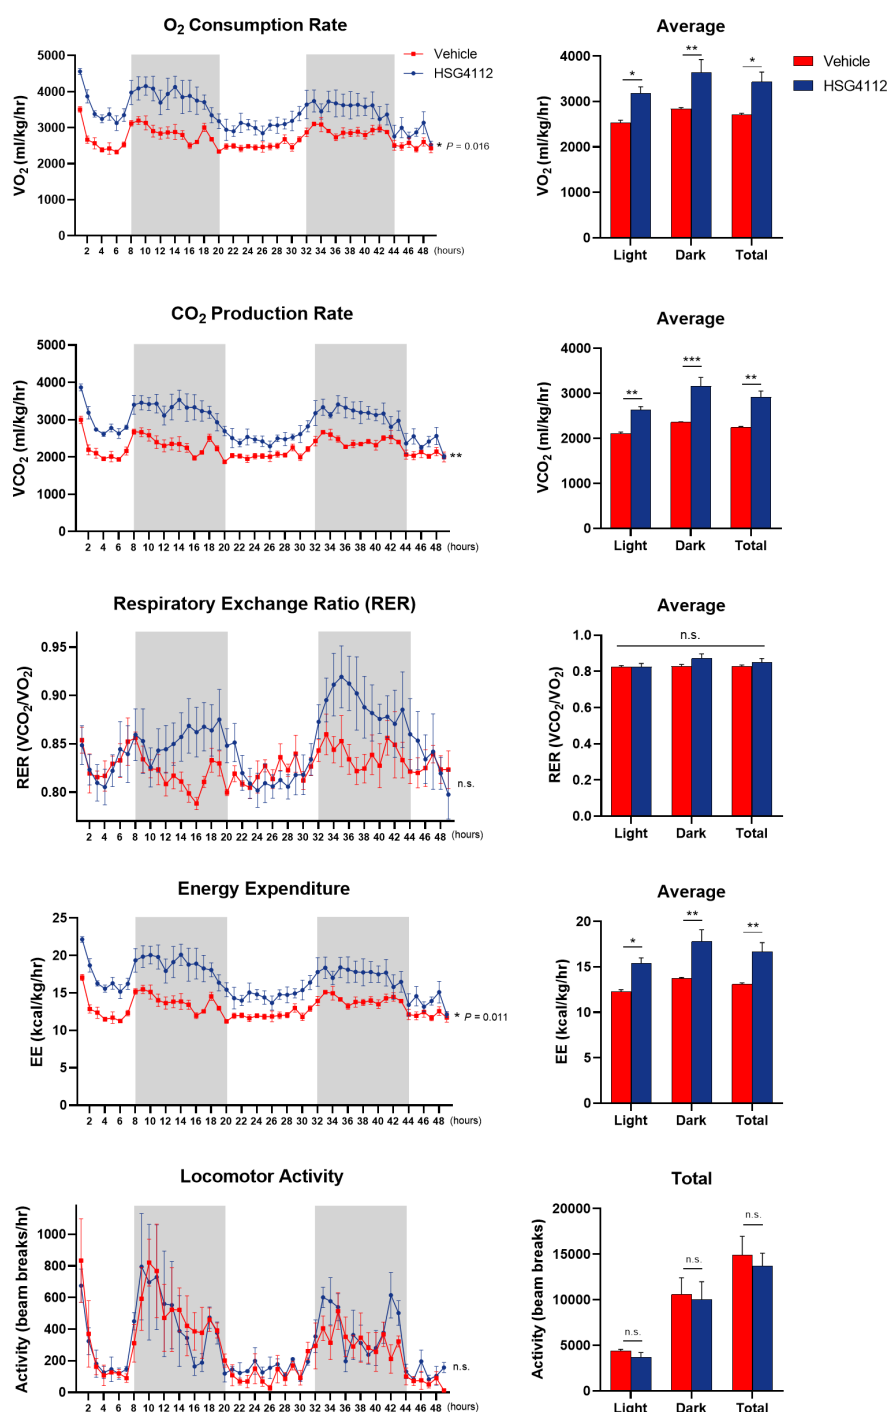 O2 Consumption Rate
Average
VO2 (ml/kg/hr)
5000
4000
3000
2000
1000
0
Vehicle
HSG4112
* P = 0.016
2 4 6 8 10 12 14 16 18 20 22 24 26 28 30 32 34 36 38 40 42 44 46 48 (hours)
VO2 (ml/kg/hr)
4000
3000
2000
1000
0
* ** *
Light Dark Total
Vehicle
HSG4112
CO2 Production Rate
Average
VCO2 (ml/kg/hr)
5000
4000
3000
2000
1000
0
**
2 4 6 8 10 12 14 16 18 20 22 24 26 28 30 32 34 36 38 40 42 44 46 48 (hours)
VCO2 (ml/kg/hr)
4000
3000
2000
1000
0
** *** **
Light Dark Total
Respiratory Exchange Ratio (RER)
Average
RER (VCO2/VO2)
0.95
0.90
0.85
0.80
n.s.
2 4 6 8 10 12 14 16 18 20 22 24 26 28 30 32 34 36 38 40 42 44 46 48 (hours)
RER (VCO2/VO2)
1.0
0.8
0.6
0.4
0.2
0.0
n.s.
Light Dark Total
Energy Expenditure
Average
EE (kcal/kg/hr)
25
20
15
10
5
0
* P = 0.011
2 4 6 8 10 12 14 16 18 20 22 24 26 28 30 32 34 36 38 40 42 44 46 48 (hours)
EE (kcal/kg/hr)
20
15
10
5
0
* ** **
Light Dark Total
Locomotor Activity
Total
Activity (beam breaks/hr)
1000
800
600
400
200
0
n.s.
2 4 6 8 10 12 14 16 18 20 22 24 26 28 30 32 34 36 38 40 42 44 46 48 (hours)
Activity (beam breaks)
20000
15000
10000
5000
0
n.s. n.s. n.s.
Light Dark Total